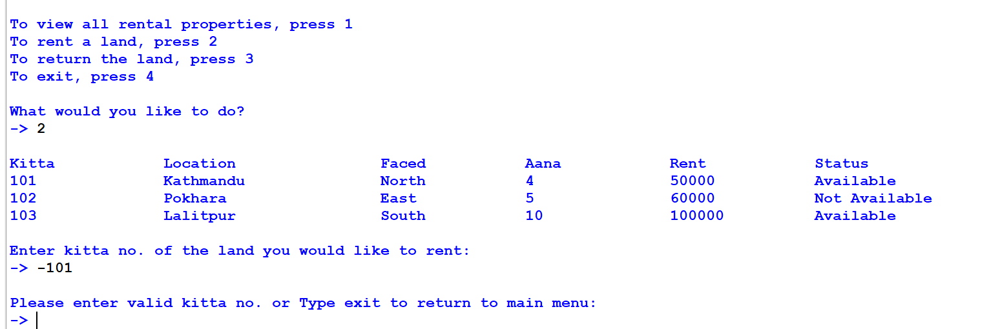 To view all rental properties, press 1
To rent a land, press 2
To return the land, press 3
To exit, press 4
What would you like to do?
-> 2
Kitta Location Faced Aana Rent Status
101 Kathmandu North 4 50000 Available
102 Pokhara East 5 60000 Not Available
103 Lalitpur South 10 100000 Available
Enter kitta no. of the land you would like to rent:
-> -101
Please enter valid kitta no. or Type exit to return to main menu:
->